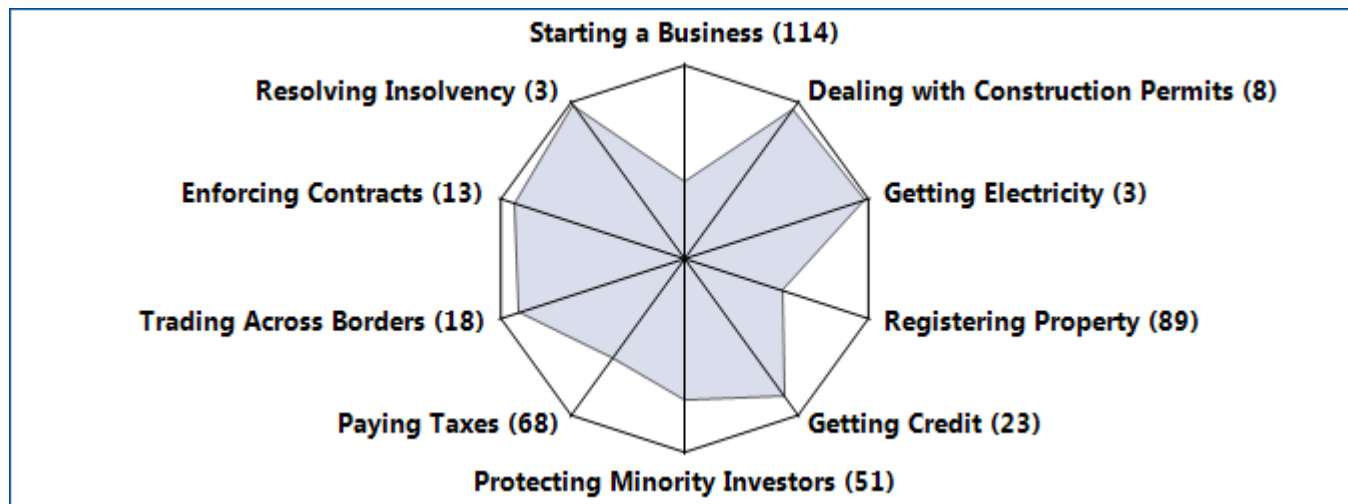 Starting a Business (114)
Resolving Insolvency (3)
Dealing with Construction Permits (8)
Enforcing Contracts (13)
Getting Electricity (3)
Trading Across Borders (18)
Registering Property (89)
Paying Taxes (68)
Getting Credit (23)
Protecting Minority Investors (51)